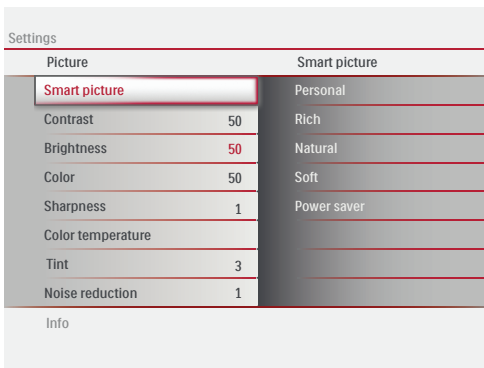 Settings
Picture Smart picture
Smart picture Personal
Contrast 50 Rich
Brightness 50 Natural
Color 50 Soft
Sharpness 1 Power saver
Color temperature
Tint 3
Noise reduction 1
Info